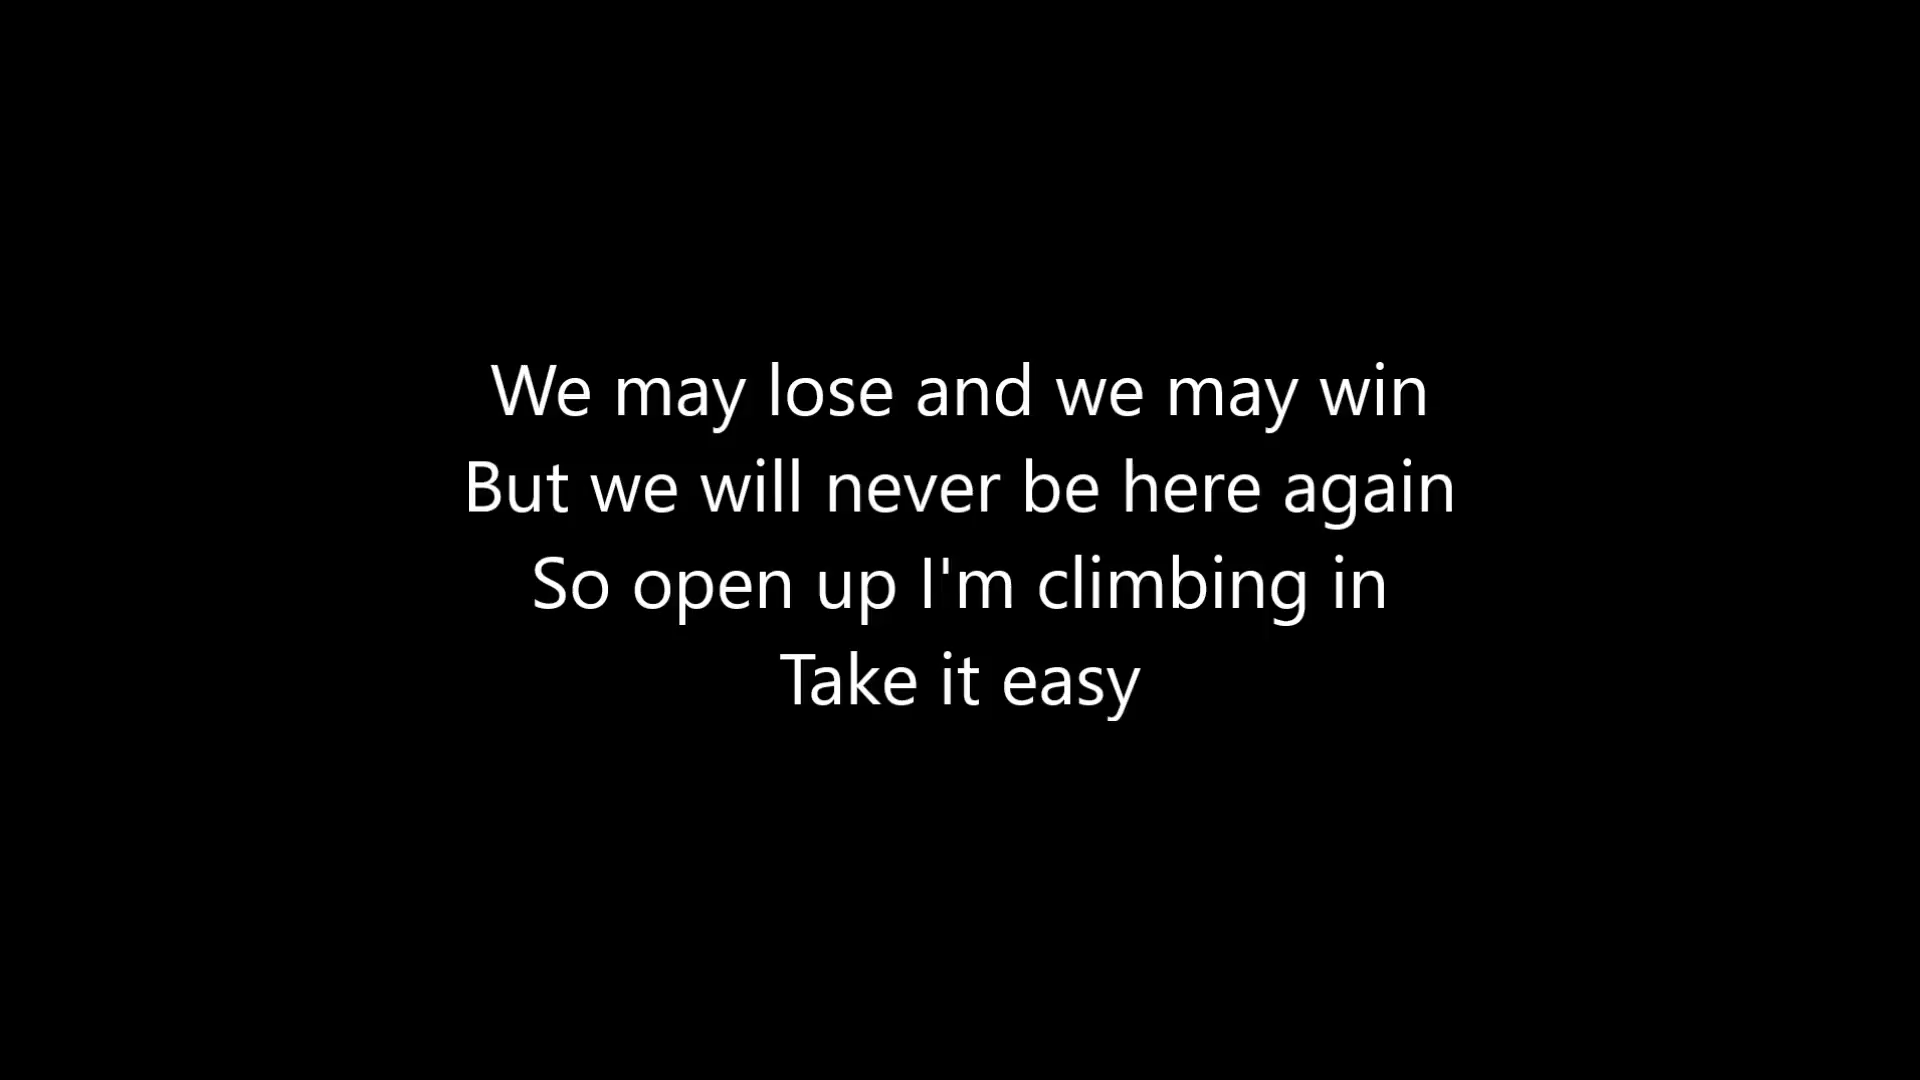 We may lose and we may win
But we will never be here again
So open up I'm climbing in
Take it easy